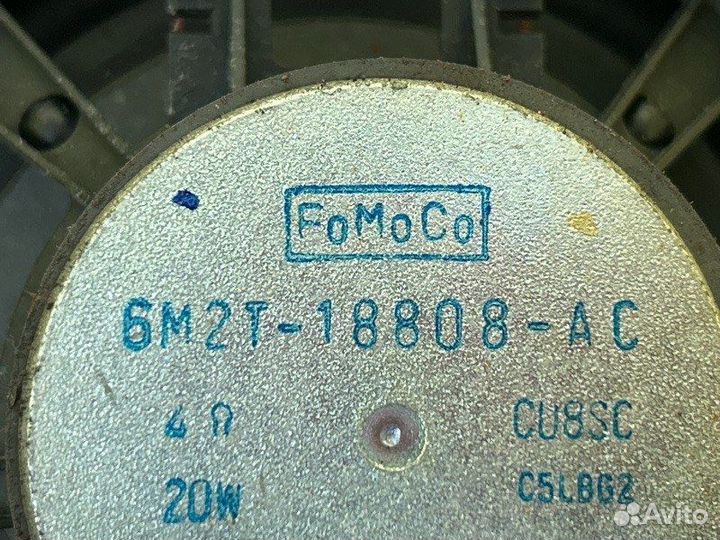 FoMoCo
6M2T-18808-AC
4 Ω CU8SC
20W C5LBG2
Avito